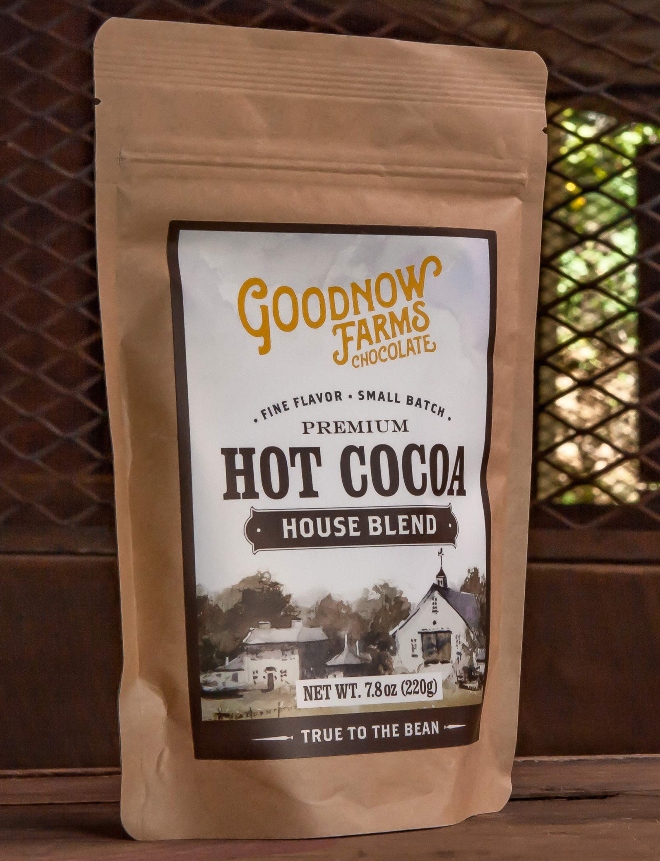 GOODNOW
FARMS
CHOCOLATE
• FINE FLAVOR • SMALL BATCH •
PREMIUM
HOT COCOA
• HOUSE BLEND •
NET WT. 7.8 oz (220g)
TRUE TO THE BEAN